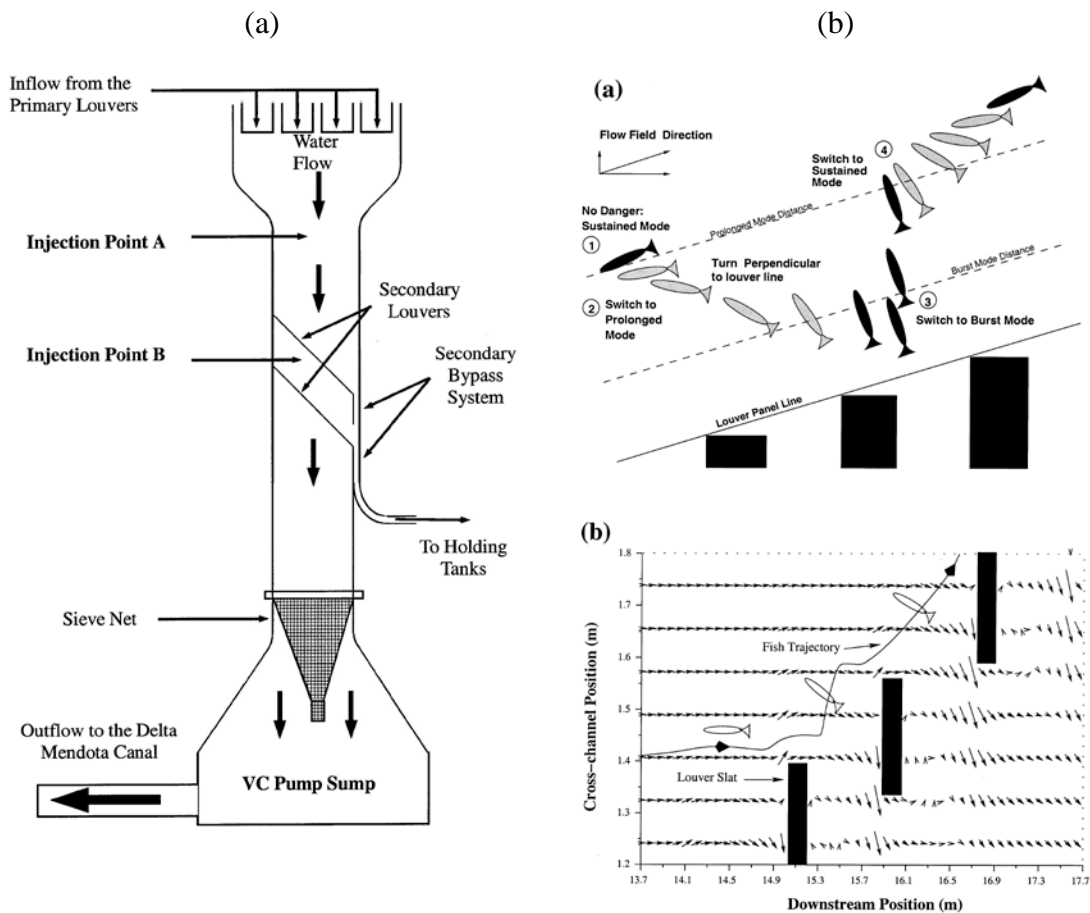 (a)
Inflow from the
Primary Louvers
Water
Flow
Injection Point A
Secondary
Louvers
Injection Point B
Secondary
Bypass
System
To Holding
Tanks
Sieve Net
Outflow to the Delta
Mendota Canal
VC Pump Sump
(b)
(a)
Flow Field Direction
4
Switch to
Sustained
Mode
Prolonged Mode Distance
No Danger:
Sustained Mode
1
Turn Perpendicular
to louver line
Burst Mode Distance
2
Switch to
Prolonged
Mode
3
Switch to Burst Mode
Louver Panel Line
(b)
Cross-channel Position (m)
1.8
1.7
1.6
1.5
1.4
1.3
1.2
Fish Trajectory
Louver Slat
13.7 14.1 14.5 14.9 15.3 15.7 16.1 16.5 16.9 17.3 17.7
Downstream Position (m)